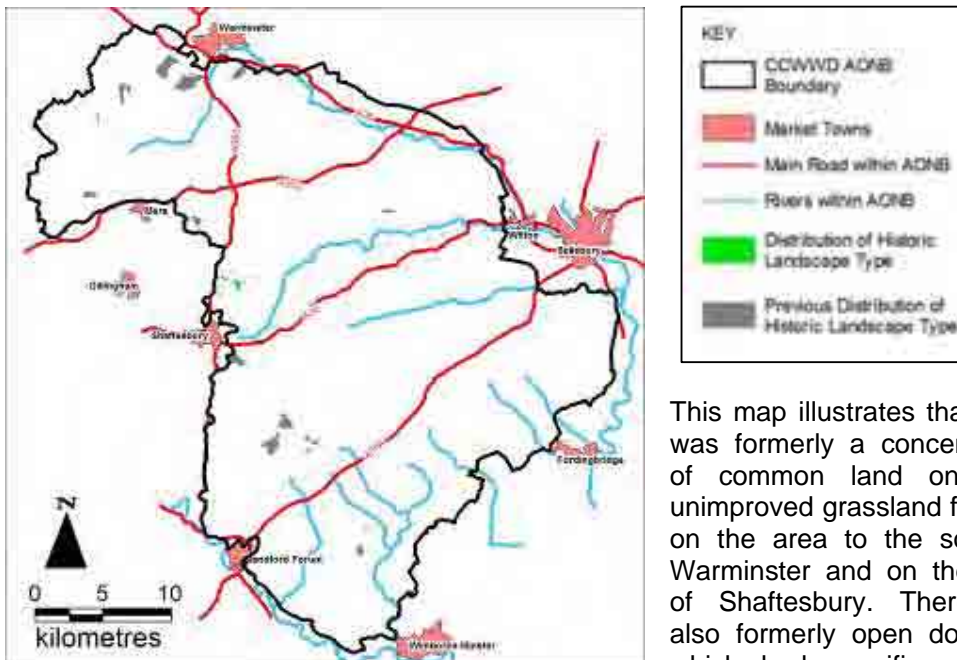 Warminster
Mere
Gillingham
Shaftesbury
Wilton
Salisbury
Fordingbridge
Blandford Forum
Wimborne Minster
N
0 5 10
kilometres
KEY
CCWWD AONB
Boundary
Market Towns
Main Road within AONB
Rivers within AONB
Distribution of Historic
Landscape Type
Previous Distribution of
Historic Landscape Type
This map illustrates tha
was formerly a concer
of common land on
unimproved grassland f
on the area to the so
Warminster and on the
of Shaftesbury. Ther
also formerly open do